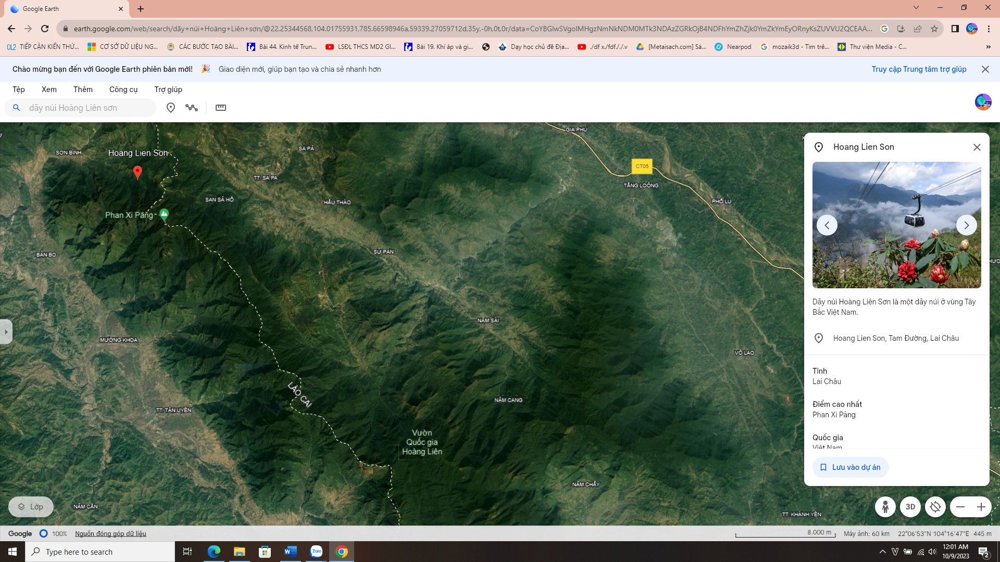 Google Earth
earth.google.com/web/search/dãy+núi+Hoàng+Liên+sơn/@22.25344568,104.01755931,785.66598946a,59339.27059712d,35y,-0h,0t,0r/data=CoYBGlwSVgoIMHgzNmNkNDM0MTk3NDAzZGRkOjB4NDFhYmZhZjk0YmZkYmEyORnyKsZUVVU2QCEAA...
TIẾP CẬN KIẾN THỨ...
CƠ SỞ DỮ LIỆU NG...
CÁC BƯỚC TẠO BÀI...
Bài 44. Kinh tế Trun...
LSĐL THCS MD2 GI...
Bài 19. Khí áp và gi...
Dạy học chủ đề Địa...
./df x./fdf././.v
[Metaisach.com] Sá...
Nearpod
mozaik3d - Tìm trê...
Thư viện Media - C...
»
Chào mừng bạn đến với Google Earth phiên bản mới!
Giao diện mới, giúp bạn tạo và chia sẻ nhanh hơn
Truy cập Trung tâm trợ giúp
Tệp
Xem
Thêm
Công cụ
Trợ giúp
dãy núi Hoàng Liên sơn
GIA PHÚ
SƠN BÌNH
Hoang Lien Son
SA PẢ
CT05
TT. SA PA
TẰNG LOỎNG
SAN SẢ HỒ
HẦU THÀO
PHỐ LU
Phan Xi Păng
BẢN BO
SỬ PÁN
NẬM SÀI
MƯỜNG KHOA
VÕ LAO
LÀO CAI
NẬM CANG
TT. TÂN UYÊN
Vườn
Quốc gia
Hoàng Liên
NẬM CHẦY
NẬM CẦN
TT. KHÁNH YÊN
Hoang Lien Son
Dãy núi Hoàng Liên Sơn là một dãy núi ở vùng Tây
Bắc Việt Nam.
Hoang Lien Son, Tam Đường, Lai Châu
Tỉnh
Lai Châu
Điểm cao nhất
Phan Xi Păng
Quốc gia
Việt Nam
Lưu vào dự án
Lớp
3D
Google
100%
Nguồn đóng góp dữ liệu
8.000 m
Máy ảnh: 60 km
22°06'53"N 104°16'47"E
445 m
Type here to search
Zalo
12:01 AM
10/9/2023
2